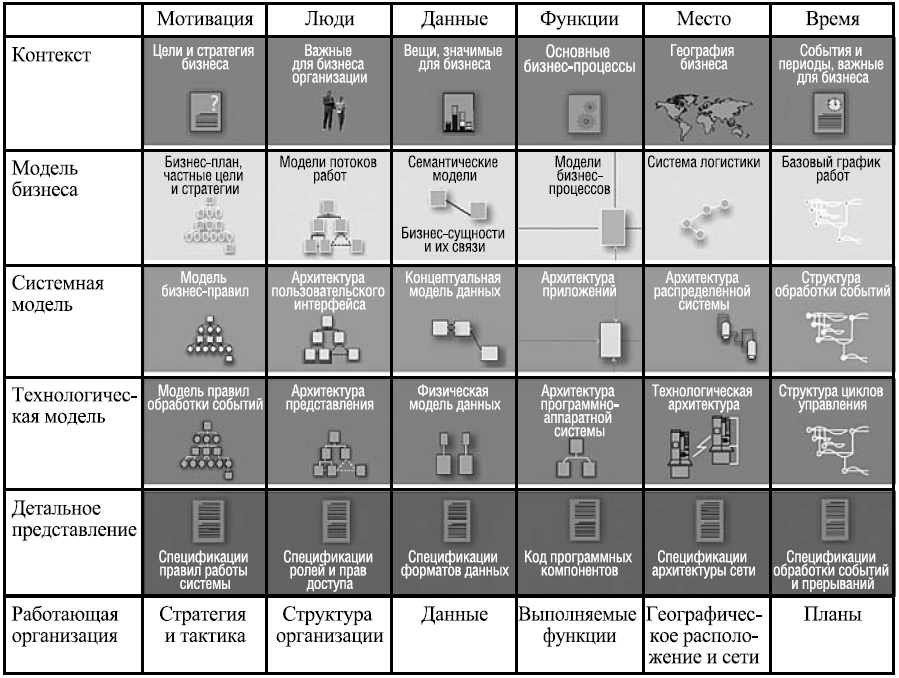 Мотивация
Люди
Данные
Функции
Место
Время
Контекст
Цели и стратегия
бизнеса
Важные
для бизнеса
организации
Вещи, значимые
для бизнеса
Основные
бизнес-процессы
География
бизнеса
События и
периоды, важные
для бизнеса
Модель
бизнеса
Бизнес-план,
частные цели
и стратегии
Модели потоков
работ
Семантические
модели
Бизнес-сущности
и их связи
Модели
бизнес-
процессов
Система логистики
Базовый график
работ
Системная
модель
Модель
бизнес-правил
Архитектура
пользовательского
интерфейса
Концептуальная
модель данных
Архитектура
приложений
Архитектура
распределенной
системы
Структура
обработки событий
Технологичес-
кая модель
Модель правил
обработки событий
Архитектура
представления
Физическая
модель данных
Архитектура
программно-
аппаратной
системы
Технологическая
архитектура
Структура циклов
управления
Детальное
представление
Спецификации
правил работы
системы
Спецификации
ролей и прав
доступа
Спецификации
форматов данных
Код программных
компонентов
Спецификации
архитектуры сети
Спецификации
обработки событий
и прерываний
Работающая
организация
Стратегия
и тактика
Структура
организации
Данные
Выполняемые
функции
Географичес-
кое располо-
жение и сети
Планы